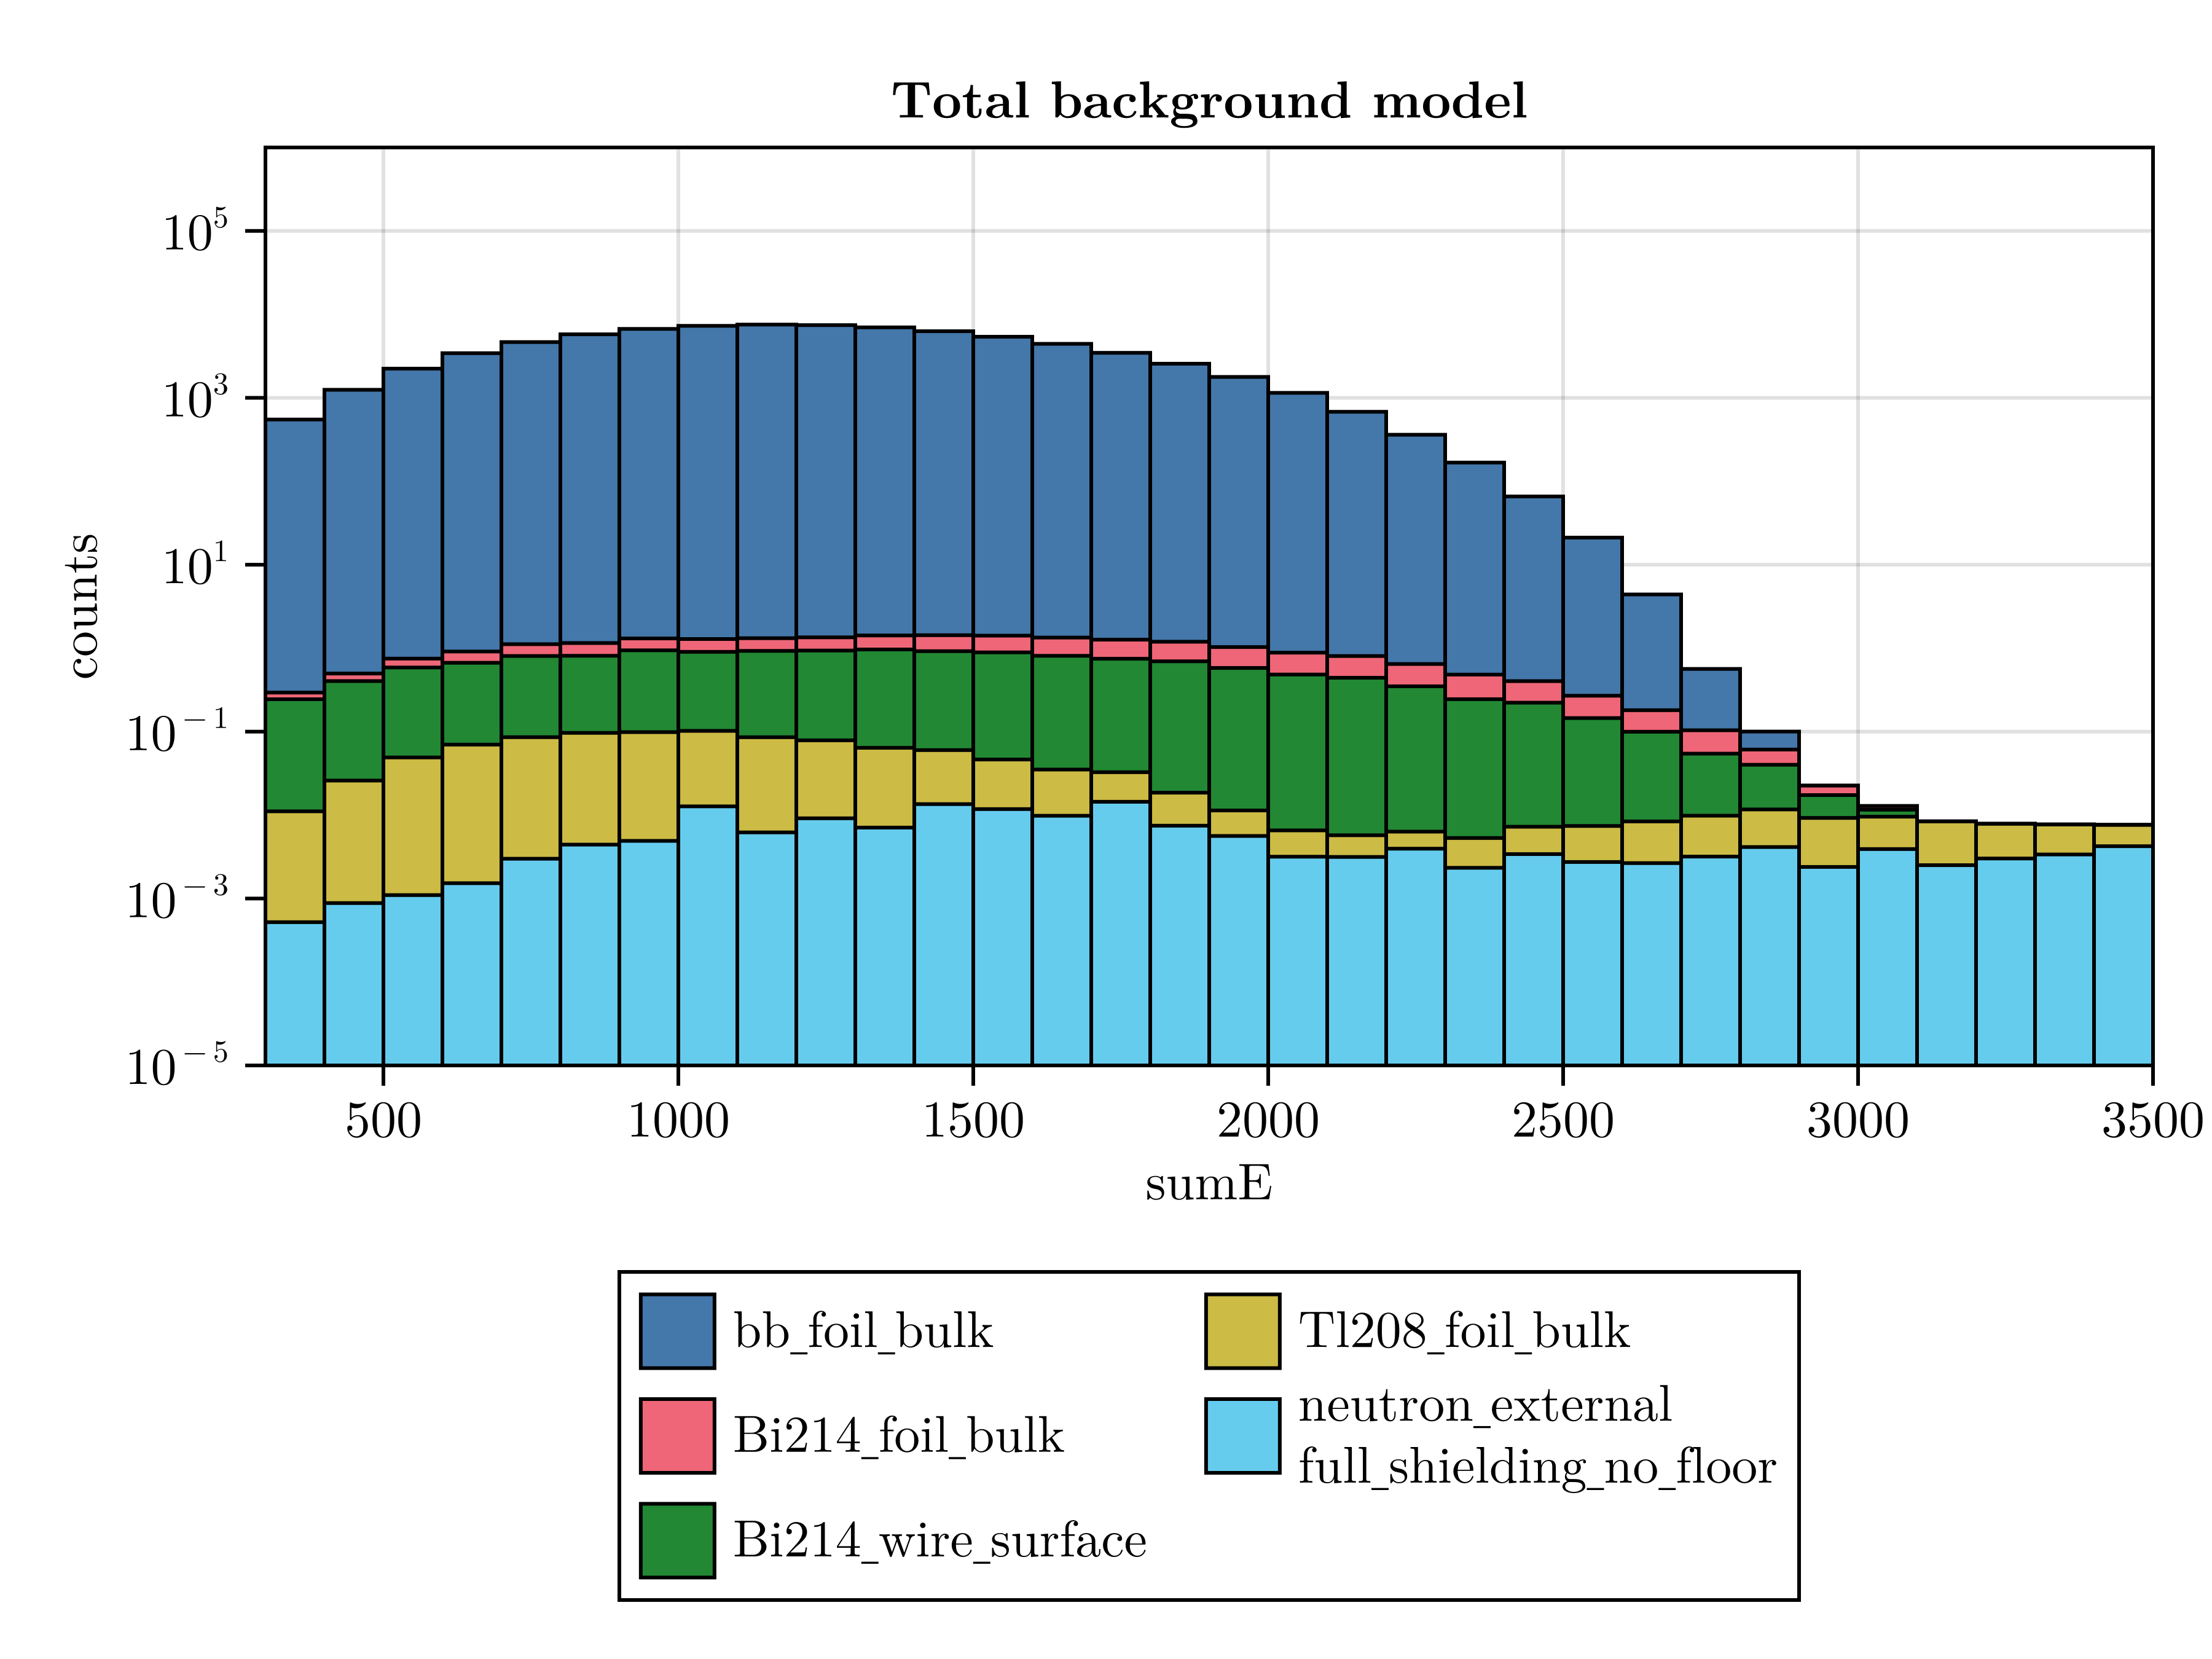 Total background model
counts
10^5
10^3
10^1
10^−1
10^−3
10^−5
500 1000 1500 2000 2500 3000 3500
sumE
bb_foil_bulk
Bi214_foil_bulk
Bi214_wire_surface
Tl208_foil_bulk
neutron_external
full_shielding_no_floor